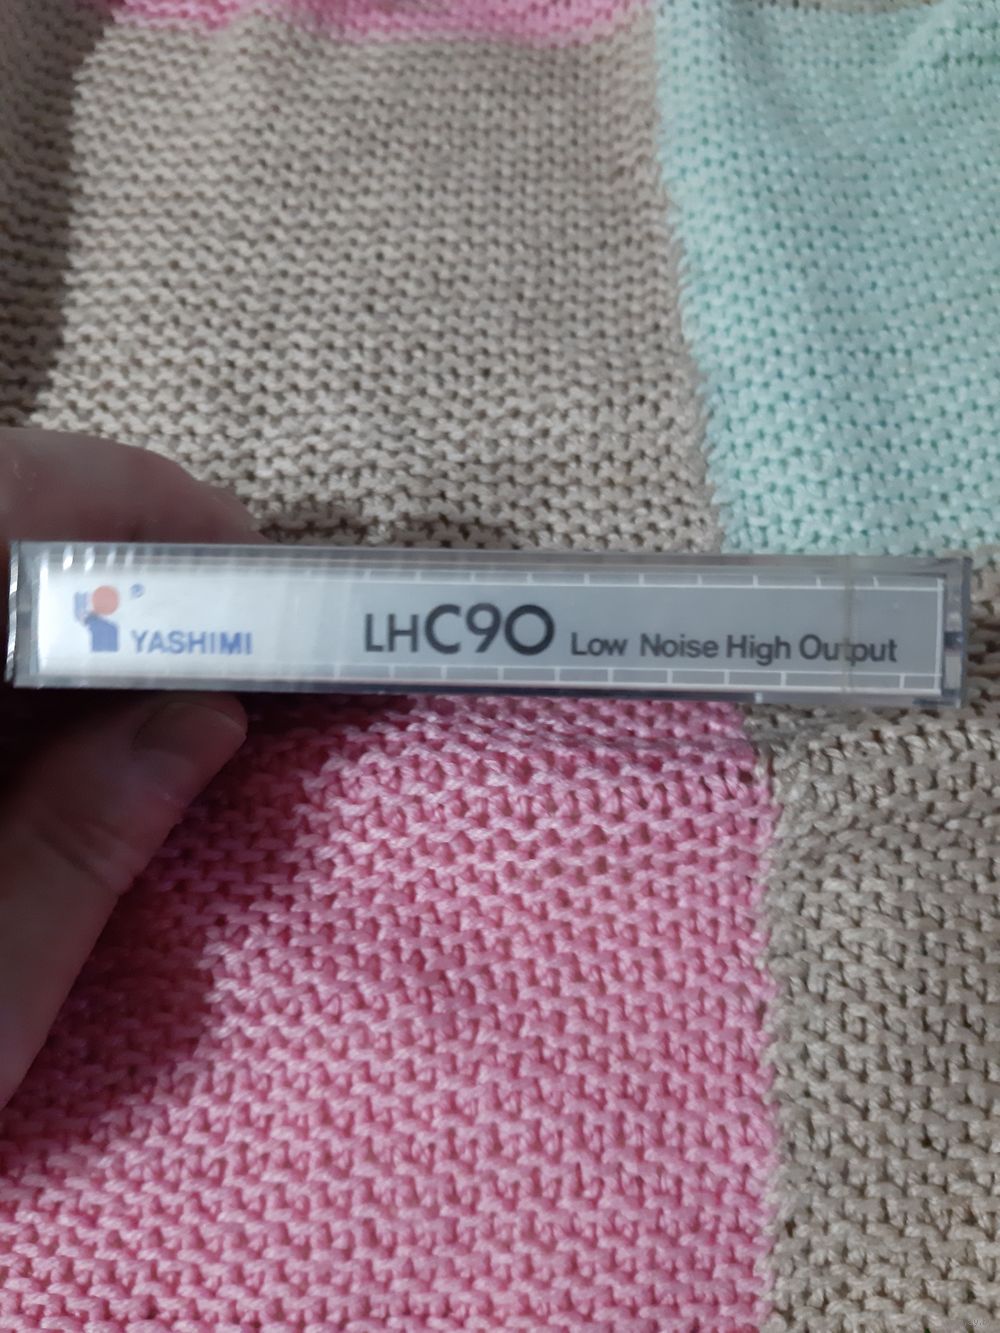 ® YASHIMI LHC90 Low Noise High Output